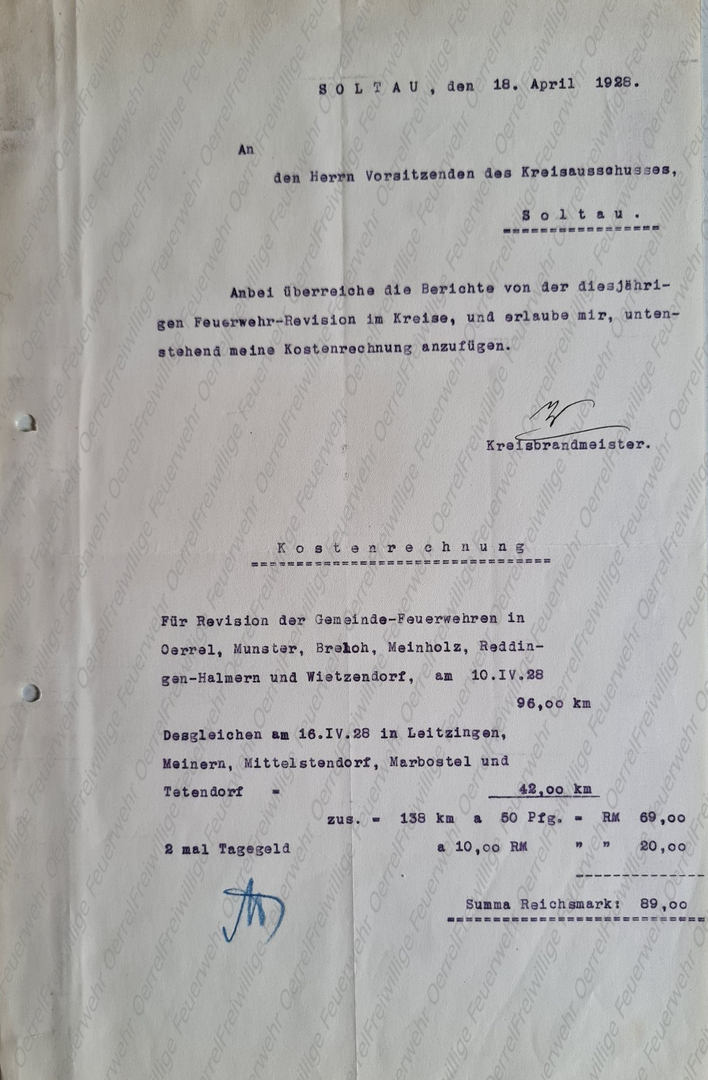 SOLTAU, den 18. April 1928.
An
den Herrn Vorsitzenden des Kreisausschusses,
Soltau.
Anbei überreiche die Berichte von der diesjähri-
gen Feuerwehr-Revision im Kreise, und erlaube mir, unten-
stehend meine Kostenrechnung anzufügen.
Kreisbrandmeister.
Kostenrechnung
Für Revision der Gemeinde-Feuerwehren in
Oerrel, Munster, Breloh, Meinholz, Reddin-
gen-Halmern und Wietzendorf, am 10.IV.28
96,00 km
Desgleichen am 16.IV.28 in Leitzingen,
Meinern, Mittelstendorf, Marbostel und
Tetendorf = 42,00 km
zus. = 138 km a 50 Pfg. = RM 69,00
2 mal Tagegeld a 10,00 RM " " 20,00
Summa Reichsmark: 89,00
Freiwillige Feuerwehr Oerrel